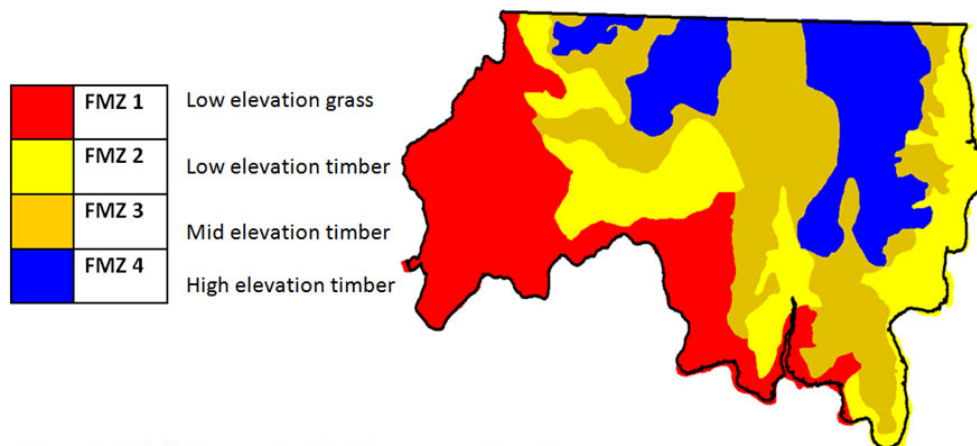 FMZ 1 Low elevation grass
FMZ 2 Low elevation timber
FMZ 3 Mid elevation timber
FMZ 4 High elevation timber